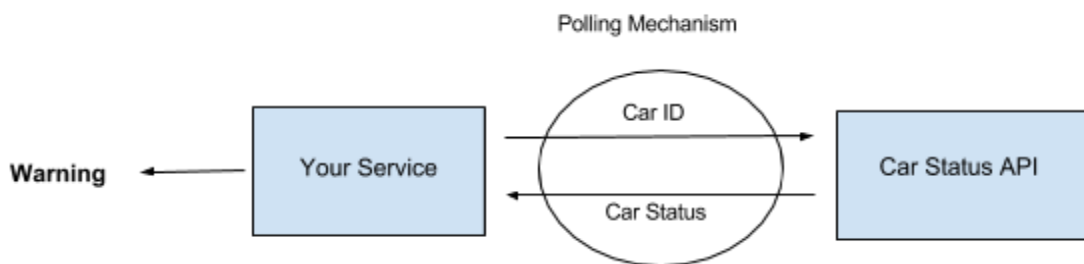 Polling Mechanism
Car ID
Warning
Your Service
Car Status API
Car Status